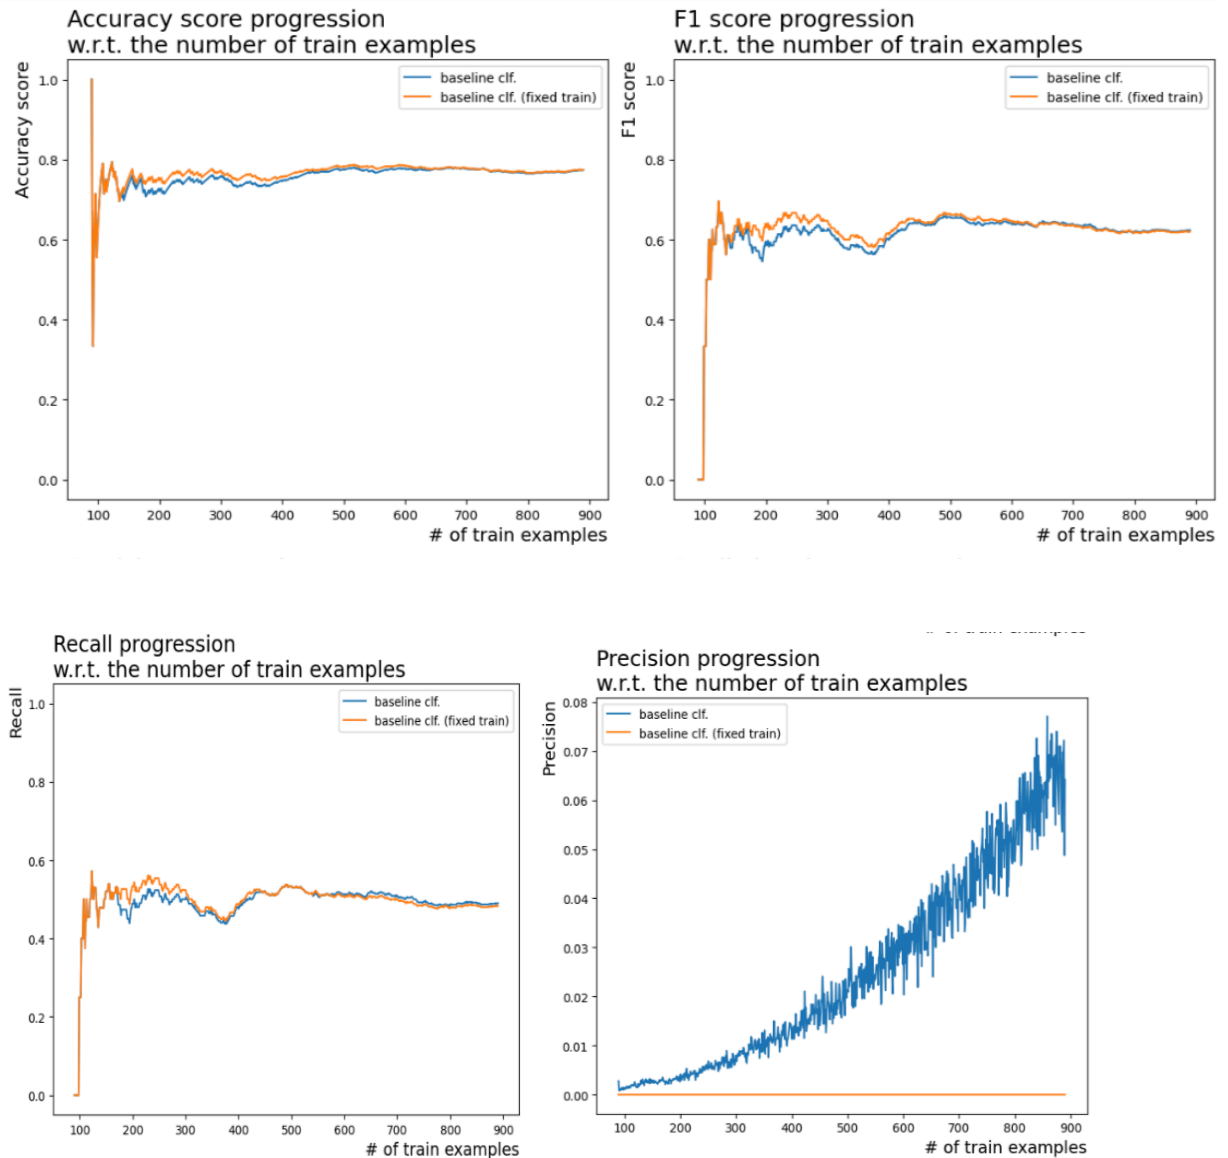 Accuracy score progression
w.r.t. the number of train examples
Accuracy score
baseline clf.
baseline clf. (fixed train)
1.0
0.8
0.6
0.4
0.2
0.0
100 200 300 400 500 600 700 800 900
# of train examples
F1 score progression
w.r.t. the number of train examples
F1 score
baseline clf.
baseline clf. (fixed train)
1.0
0.8
0.6
0.4
0.2
0.0
100 200 300 400 500 600 700 800 900
# of train examples
Recall progression
w.r.t. the number of train examples
Recall
baseline clf.
baseline clf. (fixed train)
1.0
0.8
0.6
0.4
0.2
0.0
100 200 300 400 500 600 700 800 900
# of train examples
Precision progression
w.r.t. the number of train examples
Precision
baseline clf.
baseline clf. (fixed train)
0.08
0.07
0.06
0.05
0.04
0.03
0.02
0.01
0.00
100 200 300 400 500 600 700 800 900
# of train examples